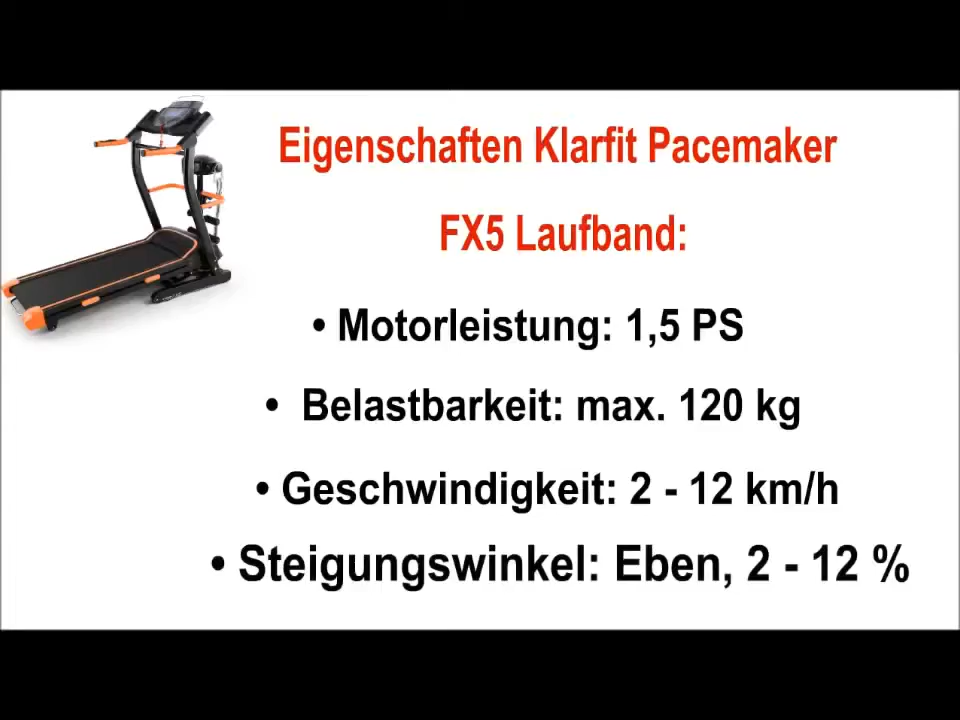 Eigenschaften Klarfit Pacemaker
FX5 Laufband:
• Motorleistung: 1,5 PS
• Belastbarkeit: max. 120 kg
• Geschwindigkeit: 2 - 12 km/h
• Steigungswinkel: Eben, 2 - 12 %